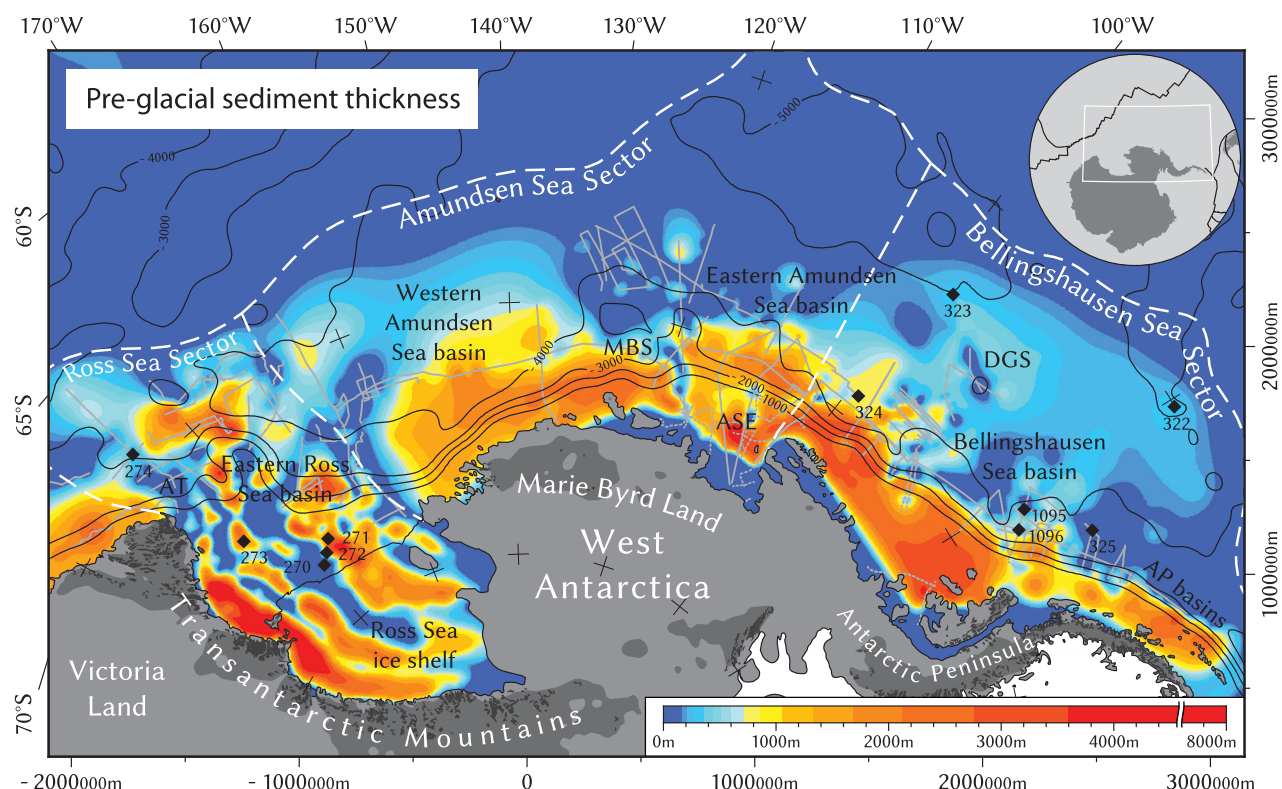 170°W 160°W 150°W 140°W 130°W 120°W 110°W 100°W
Pre-glacial sediment thickness
- 4000
- 3000
- 5000
60°S
65°S
70°S
3000000m
2000000m
1000000m
Amundsen Sea Sector
Bellingshausen Sea Sector
Ross Sea Sector
Western
Amundsen
Sea basin
Eastern Amundsen
Sea basin
323
MBS
DGS
- 4000
- 3000
- 2000
- 1000
324
322
ASE
Bellingshausen
Sea basin
274
AT
Eastern Ross
Sea basin
Marie Byrd Land
West
Antarctica
1095
1096
325
271
272
273
270
AP basins
Ross Sea
ice shelf
Antarctic Peninsula
Victoria
Land
Transantarctic Mountains
0m 1000m 2000m 3000m 4000m 8000m
- 2000000m - 1000000m 0 1000000m 2000000m 3000000m